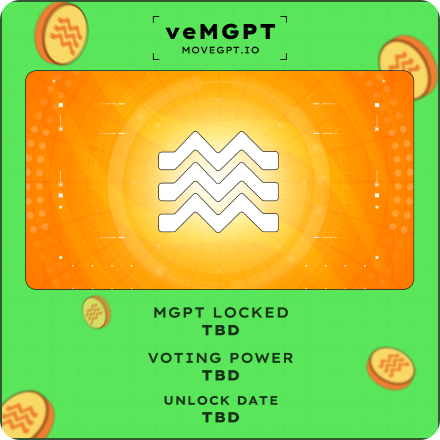 veMGPT
MOVEGPT.IO
MGPT LOCKED
TBD
VOTING POWER
TBD
UNLOCK DATE
TBD